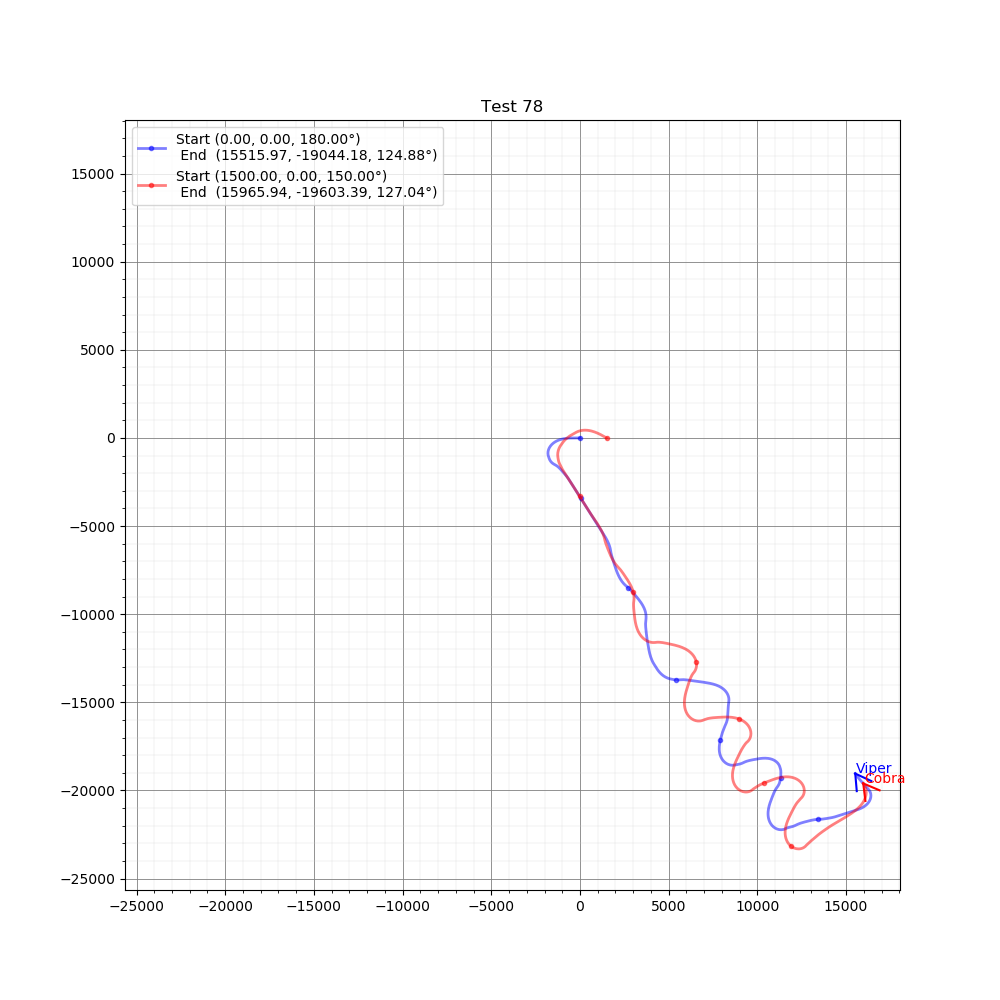 Test 78
Start (0.00, 0.00, 180.00°)
End  (15515.97, -19044.18, 124.88°)
Start (1500.00, 0.00, 150.00°)
End  (15965.94, -19603.39, 127.04°)
15000
10000
5000
0
−5000
−10000
−15000
−20000
−25000
Viper
Cobra
−25000 −20000 −15000 −10000 −5000 0 5000 10000 15000